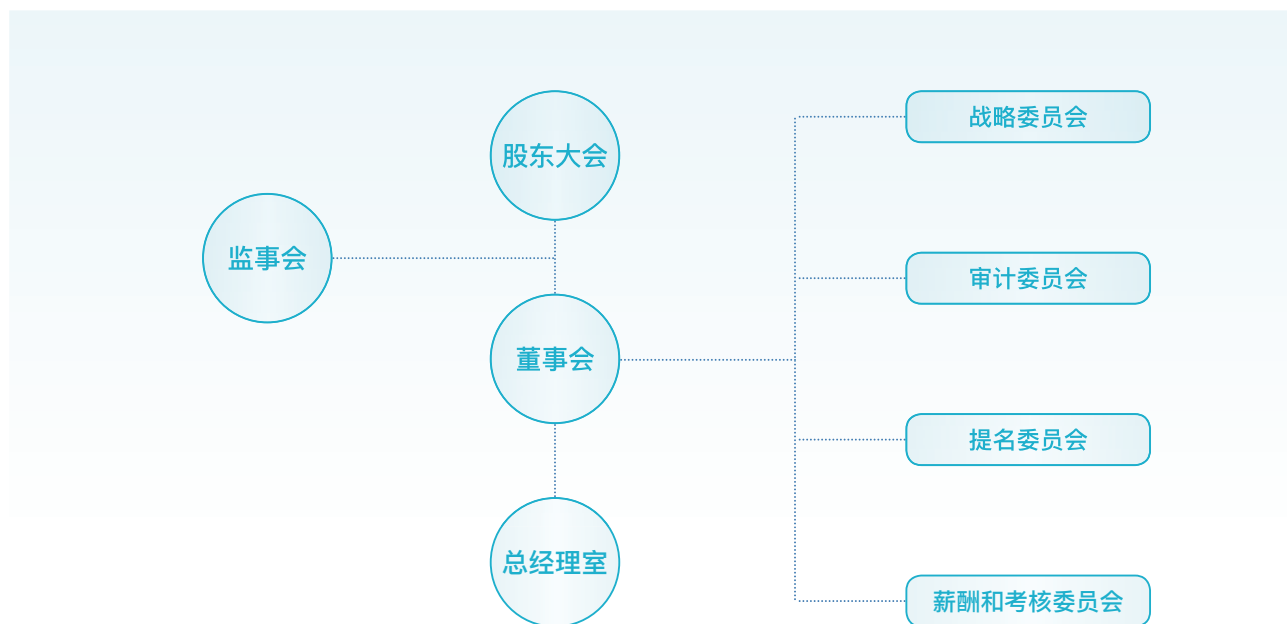 股东大会
监事会
董事会
总经理室
战略委员会
审计委员会
提名委员会
薪酬和考核委员会